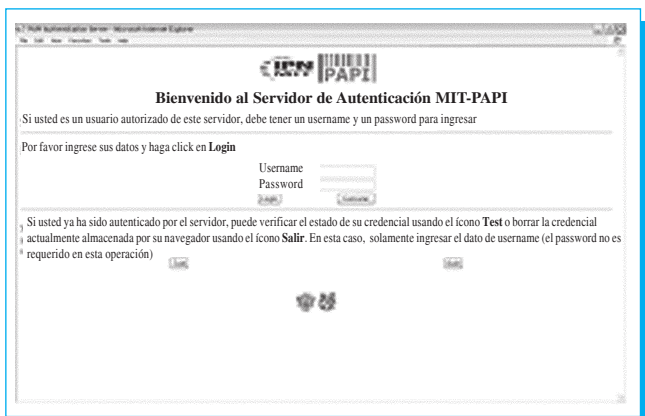 PAPI
Bienvenido al Servidor de Autenticación MIT-PAPI
Si usted es un usuario autorizado de este servidor, debe tener un username y un password para ingresar
Por favor ingrese sus datos y haga click en Login
Username
Password
Login
Si usted ya ha sido autenticado por el servidor, puede verificar el estado de su credencial usando el ícono Test o borrar la credencial
actualmente almacenada por su navegador usando el ícono Salir. En esta caso, solamente ingresar el dato de username (el password no es
requerido en esta operación)